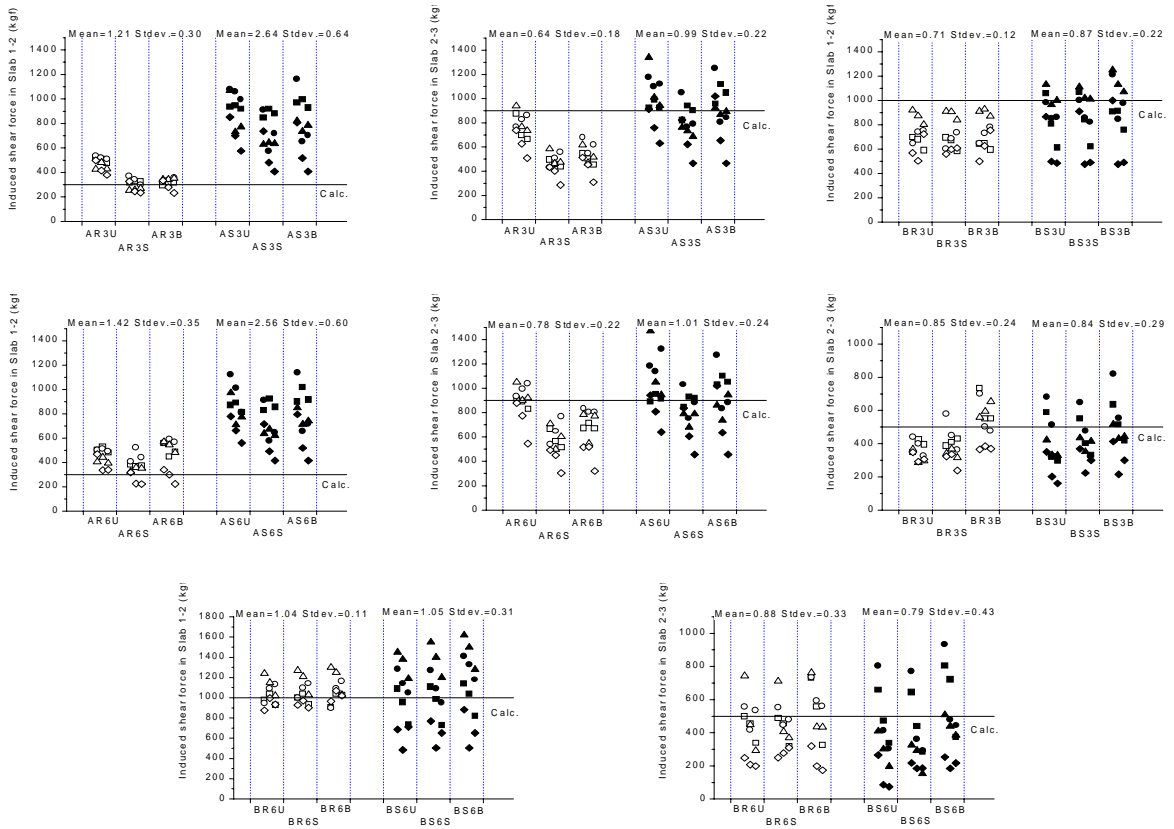 Induced shear force in Slab 1-2 (kgf)
Mean=1.21 Stdev.=0.30 Mean=2.64 Stdev.=0.64
1400
1200
1000
800
600
400
200
0
Calc.
AR3U AR3B AS3U AS3B
AR3S AS3S
Induced shear force in Slab 2-3 (kgf
Mean=0.64 Stdev.=0.18 Mean=0.99 Stdev.=0.22
1400
1200
1000
800
600
400
200
0
Calc.
AR3U AR3B AS3U AS3B
AR3S AS3S
Induced shear force in Slab 1-2 (kgf
Mean=0.71 Stdev.=0.12 Mean=0.87 Stdev.=0.22
1400
1200
1000
800
600
400
200
0
Calc.
BR3U BR3B BS3U BS3B
BR3S BS3S
Induced shear force in Slab 1-2 (kgf
Mean=1.42 Stdev.=0.35 Mean=2.56 Stdev.=0.60
1400
1200
1000
800
600
400
200
0
Calc.
AR6U AR6B AS6U AS6B
AR6S AS6S
Induced shear force in Slab 2-3 (kgf
Mean=0.78 Stdev.=0.22 Mean=1.01 Stdev.=0.24
1400
1200
1000
800
600
400
200
0
Calc.
AR6U AR6B AS6U AS6B
AR6S AS6S
Induced shear force in Slab 2-3 (kgf
Mean=0.85 Stdev.=0.24 Mean=0.84 Stdev.=0.29
1000
800
600
400
200
0
Calc.
BR3U BR3B BS3U BS3B
BR3S BS3S
Induced shear force in Slab 1-2 (kgf
Mean=1.04 Stdev.=0.11 Mean=1.05 Stdev.=0.31
1800
1600
1400
1200
1000
800
600
400
200
0
Calc.
BR6U BR6B BS6U BS6B
BR6S BS6S
Induced shear force in Slab 2-3 (kgf
Mean=0.88 Stdev.=0.33 Mean=0.79 Stdev.=0.43
1000
800
600
400
200
0
Calc.
BR6U BR6B BS6U BS6B
BR6S BS6S